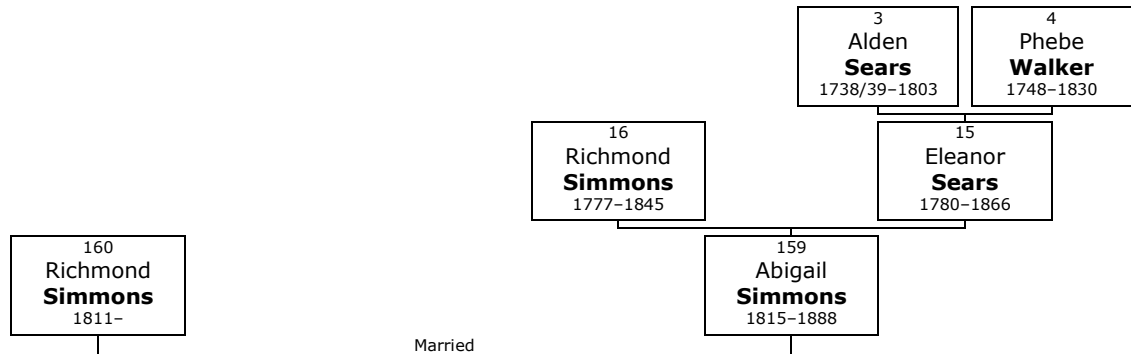 3
Alden
Sears
1738/39–1803
4
Phebe
Walker
1748–1830
16
Richmond
Simmons
1777–1845
15
Eleanor
Sears
1780–1866
160
Richmond
Simmons
1811–
159
Abigail
Simmons
1815–1888
Married